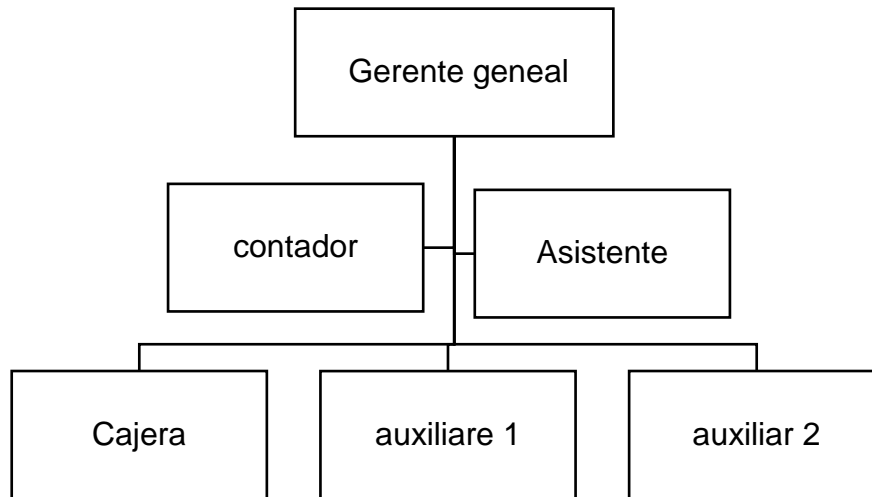 Gerente geneal
contador
Asistente
Cajera
auxiliare 1
auxiliar 2